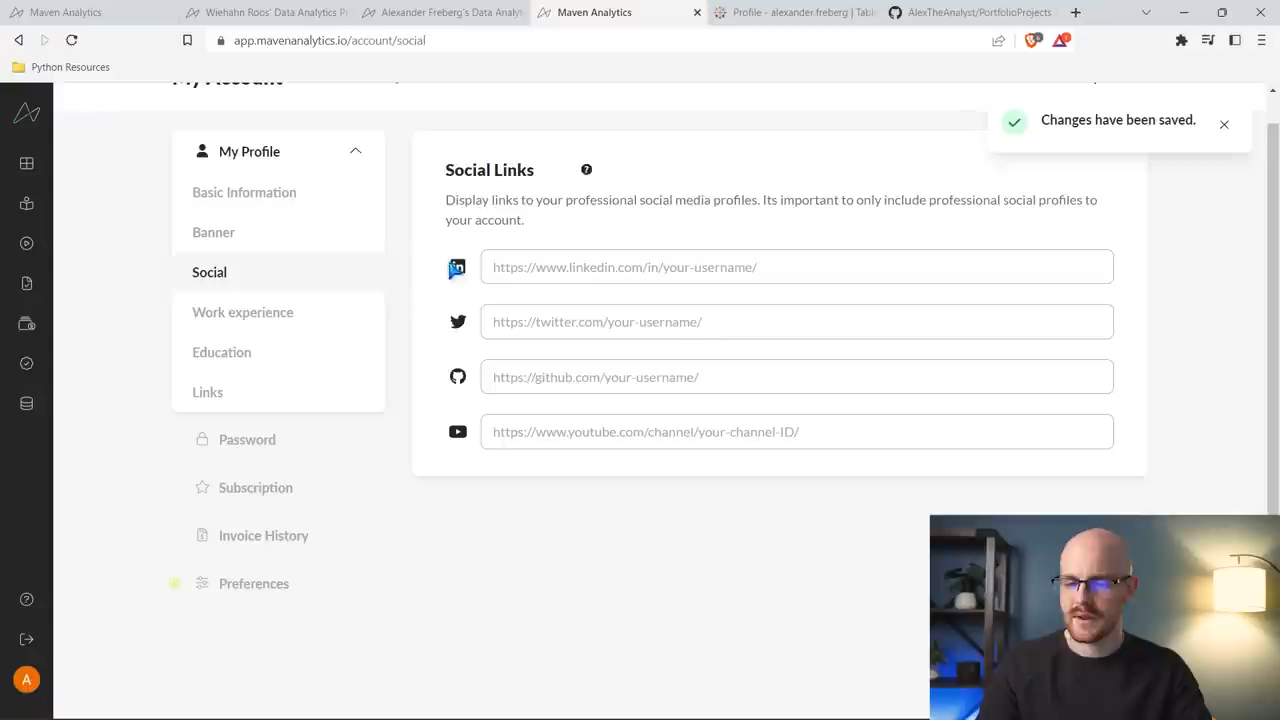 Maven Analytics
Wiehahn Roos' Data Analytics Pr
Alexander Freberg's Data Analyt
Maven Analytics
Profile - alexander.freberg | Table
AlexTheAnalyst/PortfolioProjects
app.mavenanalytics.io/account/social
Python Resources
Changes have been saved.
My Profile
Basic Information
Banner
Social
Work experience
Education
Links
Password
Subscription
Invoice History
Preferences
Social Links
Display links to your professional social media profiles. Its important to only include professional social profiles to
your account.
https://www.linkedin.com/in/your-username/
https://twitter.com/your-username/
https://github.com/your-username/
https://www.youtube.com/channel/your-channel-ID/
A